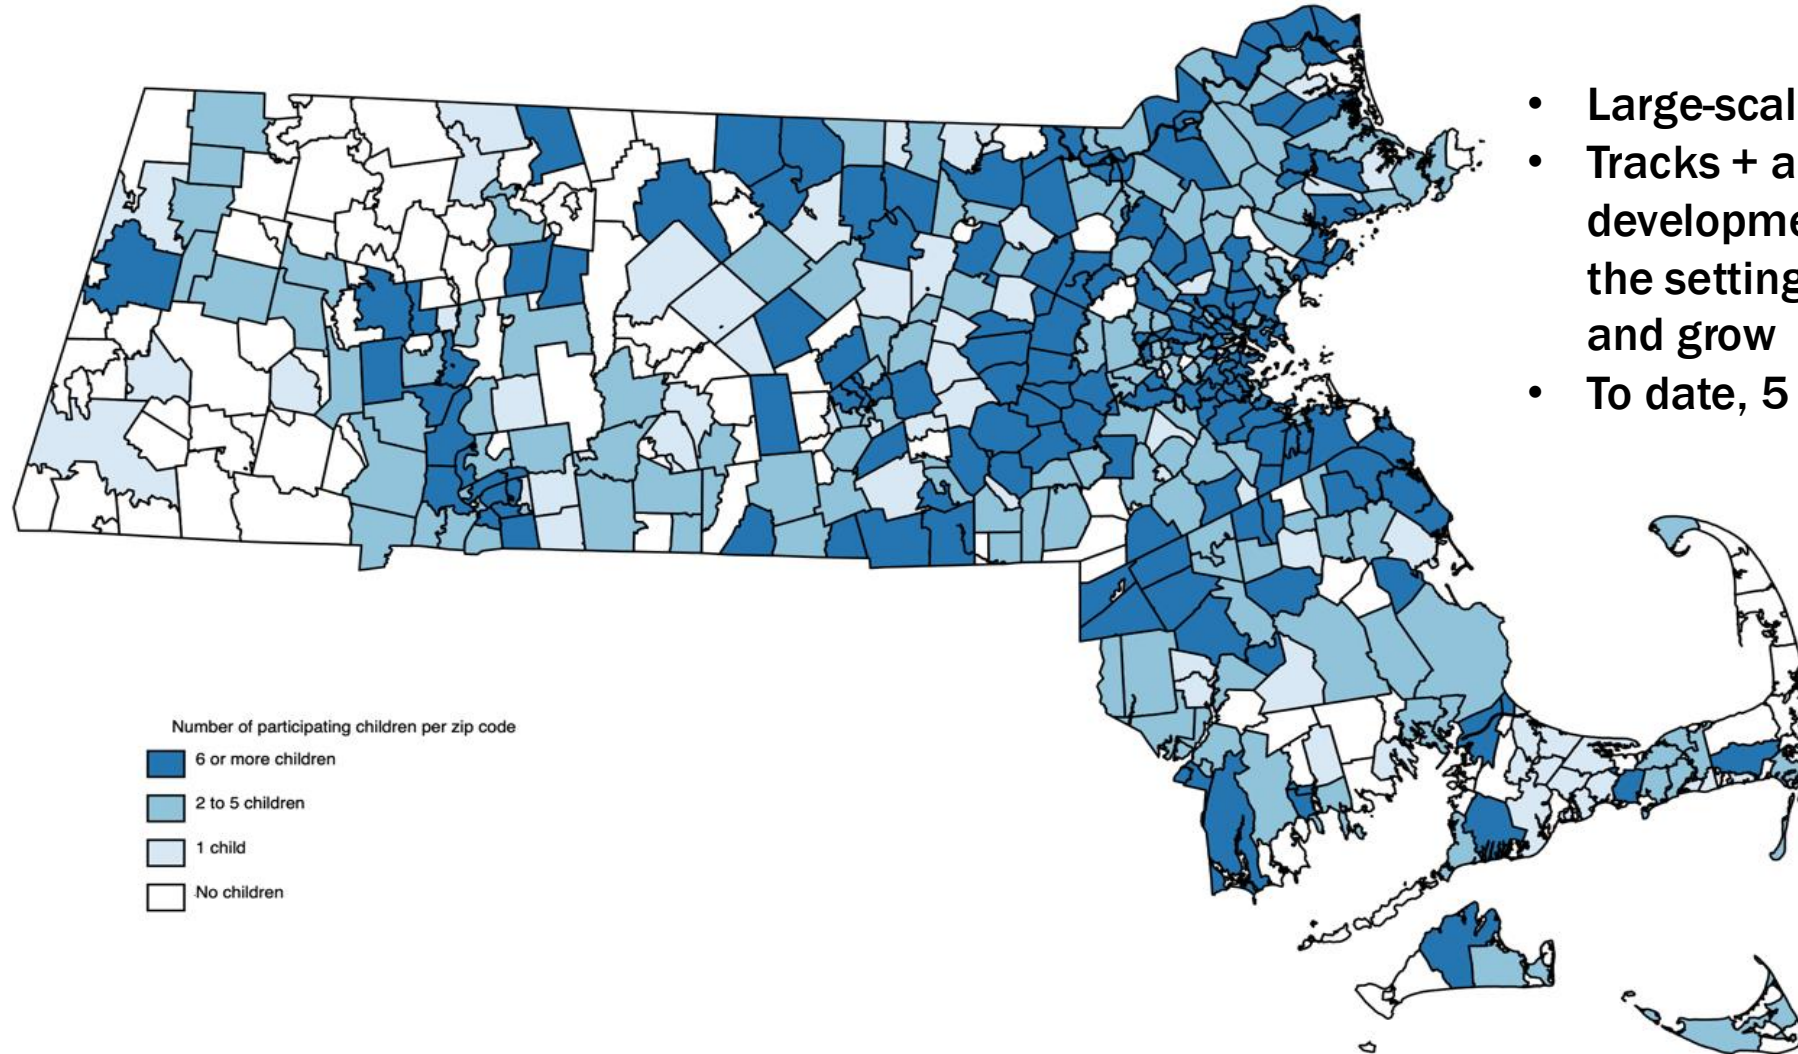 • Large-scal
• Tracks + a
developme
the setting
and grow
• To date, 5
Number of participating children per zip code
6 or more children
2 to 5 children
1 child
No children